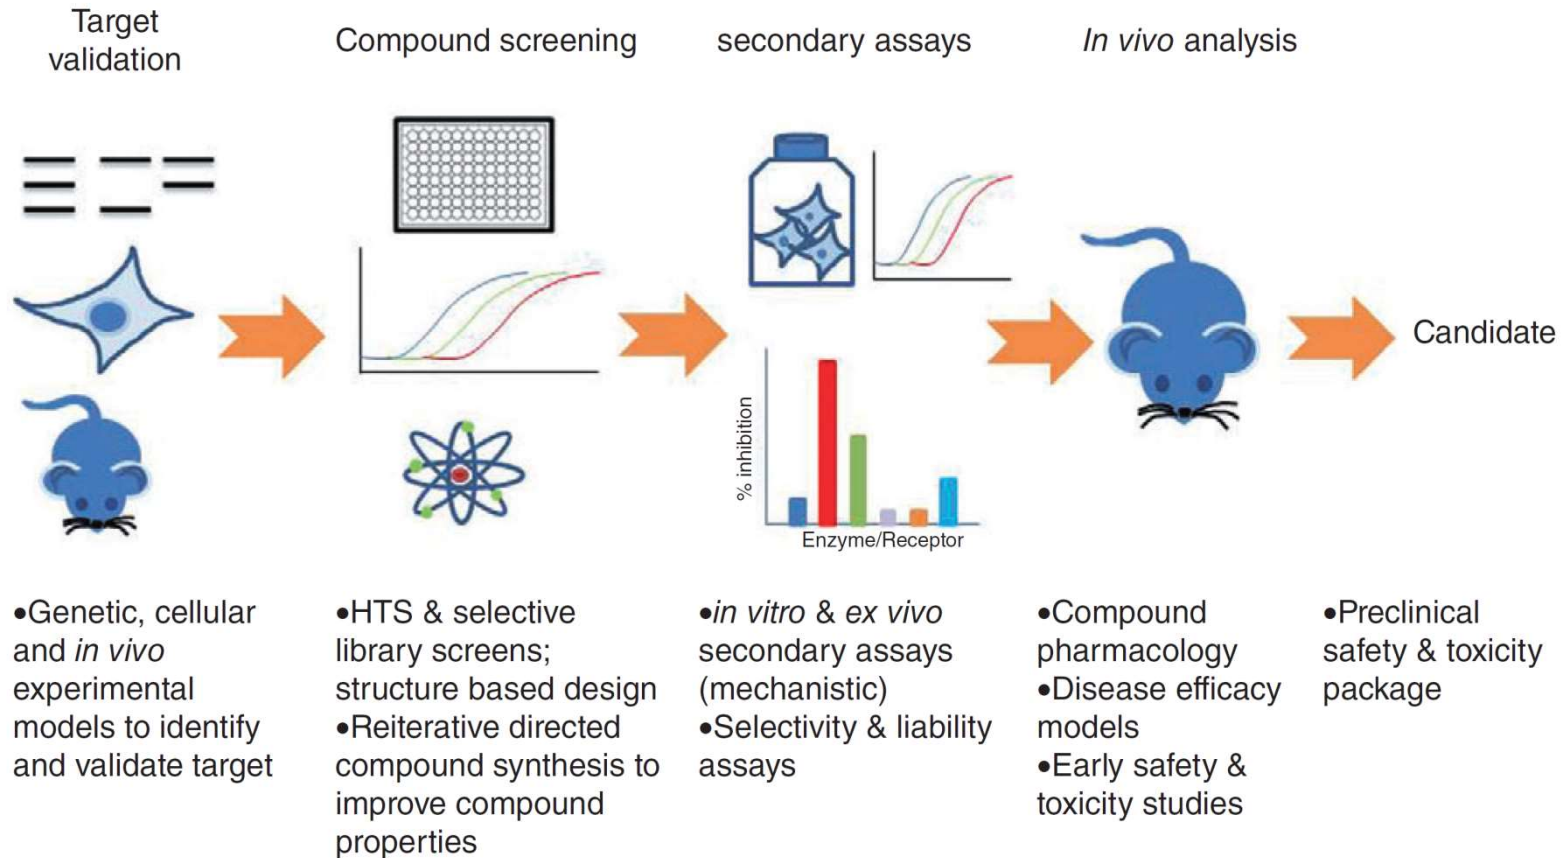 Target
validation
Compound screening
secondary assays
In vivo analysis
Candidate
% inhibition
Enzyme/Receptor
•Genetic, cellular
and in vivo
experimental
models to identify
and validate target
•HTS & selective
library screens;
structure based design
•Reiterative directed
compound synthesis to
improve compound
properties
•in vitro & ex vivo
secondary assays
(mechanistic)
•Selectivity & liability
assays
•Compound
pharmacology
•Disease efficacy
models
•Early safety &
toxicity studies
•Preclinical
safety & toxicity
package